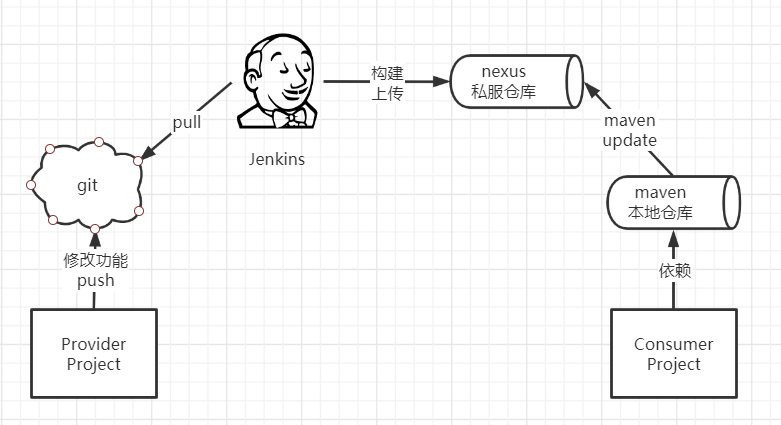 构建
上传
nexus
私服仓库
pull
Jenkins
maven
update
git
maven
本地仓库
修改功能
push
依赖
Provider
Project
Consumer
Project